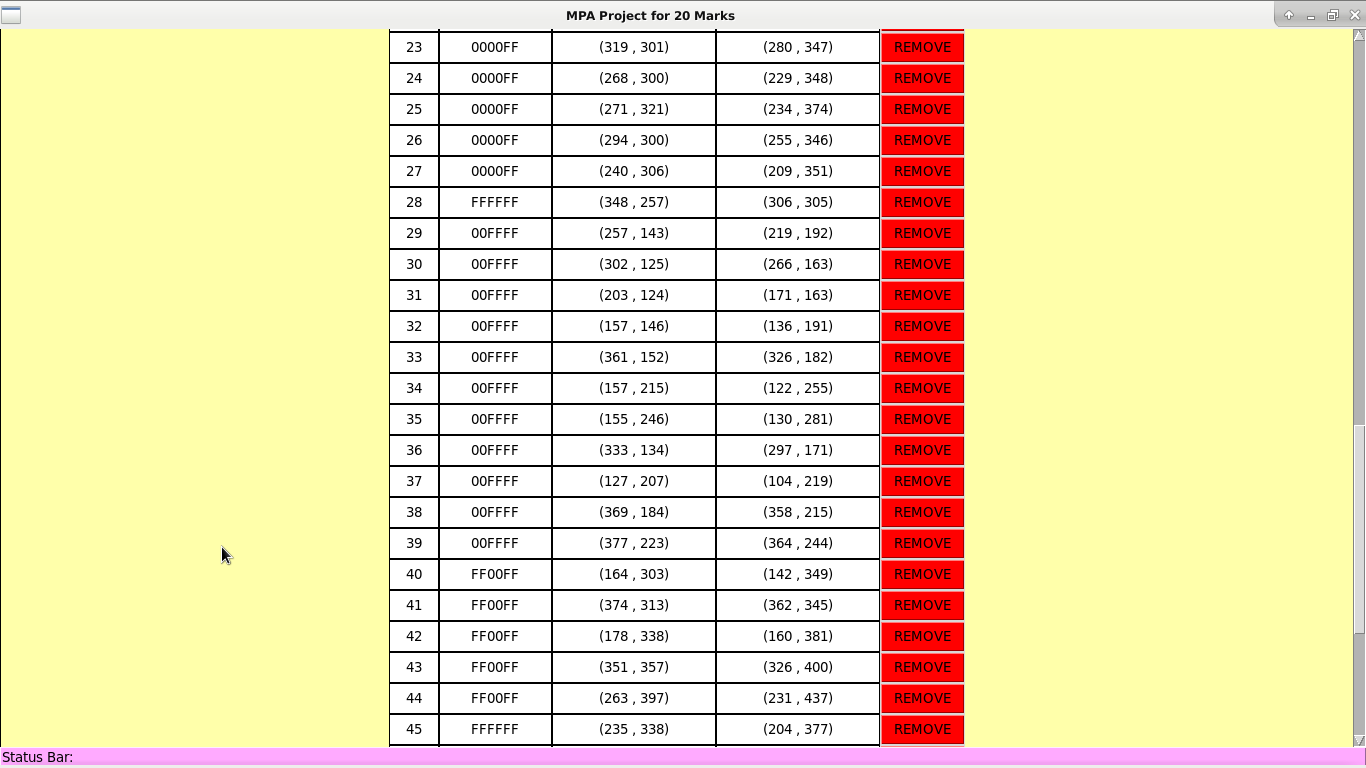 MPA Project for 20 Marks
23 0000FF (319 , 301) (280 , 347) REMOVE
24 0000FF (268 , 300) (229 , 348) REMOVE
25 0000FF (271 , 321) (234 , 374) REMOVE
26 0000FF (294 , 300) (255 , 346) REMOVE
27 0000FF (240 , 306) (209 , 351) REMOVE
28 FFFFFF (348 , 257) (306 , 305) REMOVE
29 00FFFF (257 , 143) (219 , 192) REMOVE
30 00FFFF (302 , 125) (266 , 163) REMOVE
31 00FFFF (203 , 124) (171 , 163) REMOVE
32 00FFFF (157 , 146) (136 , 191) REMOVE
33 00FFFF (361 , 152) (326 , 182) REMOVE
34 00FFFF (157 , 215) (122 , 255) REMOVE
35 00FFFF (155 , 246) (130 , 281) REMOVE
36 00FFFF (333 , 134) (297 , 171) REMOVE
37 00FFFF (127 , 207) (104 , 219) REMOVE
38 00FFFF (369 , 184) (358 , 215) REMOVE
39 00FFFF (377 , 223) (364 , 244) REMOVE
40 FF00FF (164 , 303) (142 , 349) REMOVE
41 FF00FF (374 , 313) (362 , 345) REMOVE
42 FF00FF (178 , 338) (160 , 381) REMOVE
43 FF00FF (351 , 357) (326 , 400) REMOVE
44 FF00FF (263 , 397) (231 , 437) REMOVE
45 FFFFFF (235 , 338) (204 , 377) REMOVE
Status Bar: